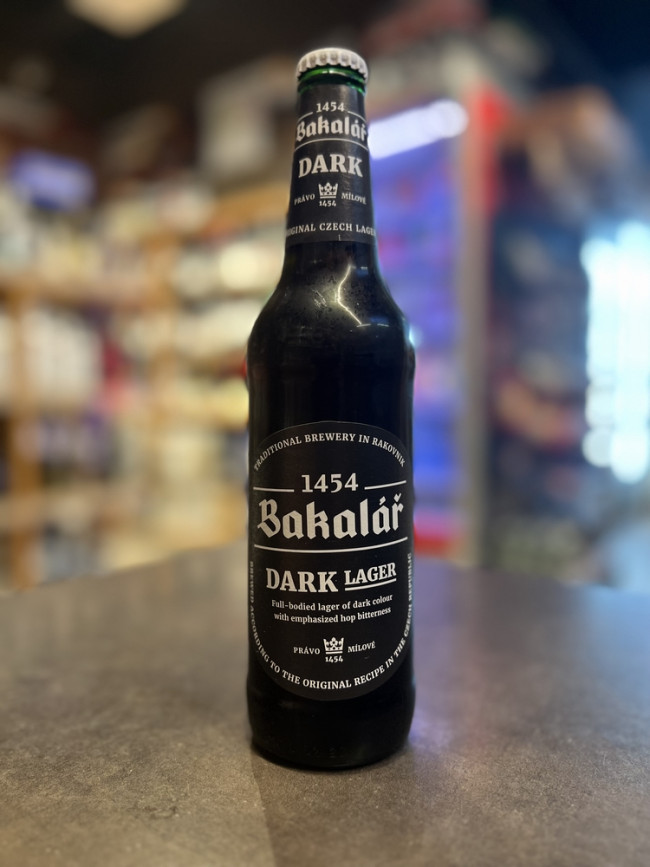 1454
Bakalář
DARK
PRÁVO MÍLOVÉ
1454
ORIGINAL CZECH LAGER
TRADITIONAL BREWERY IN RAKOVNÍK
1454
Bakalář
DARK LAGER
Full-bodied lager of dark colour
with emphasized hop bitterness
PRÁVO MÍLOVÉ
1454
BREWED ACCORDING TO THE ORIGINAL RECIPE IN THE CZECH REPUBLIC